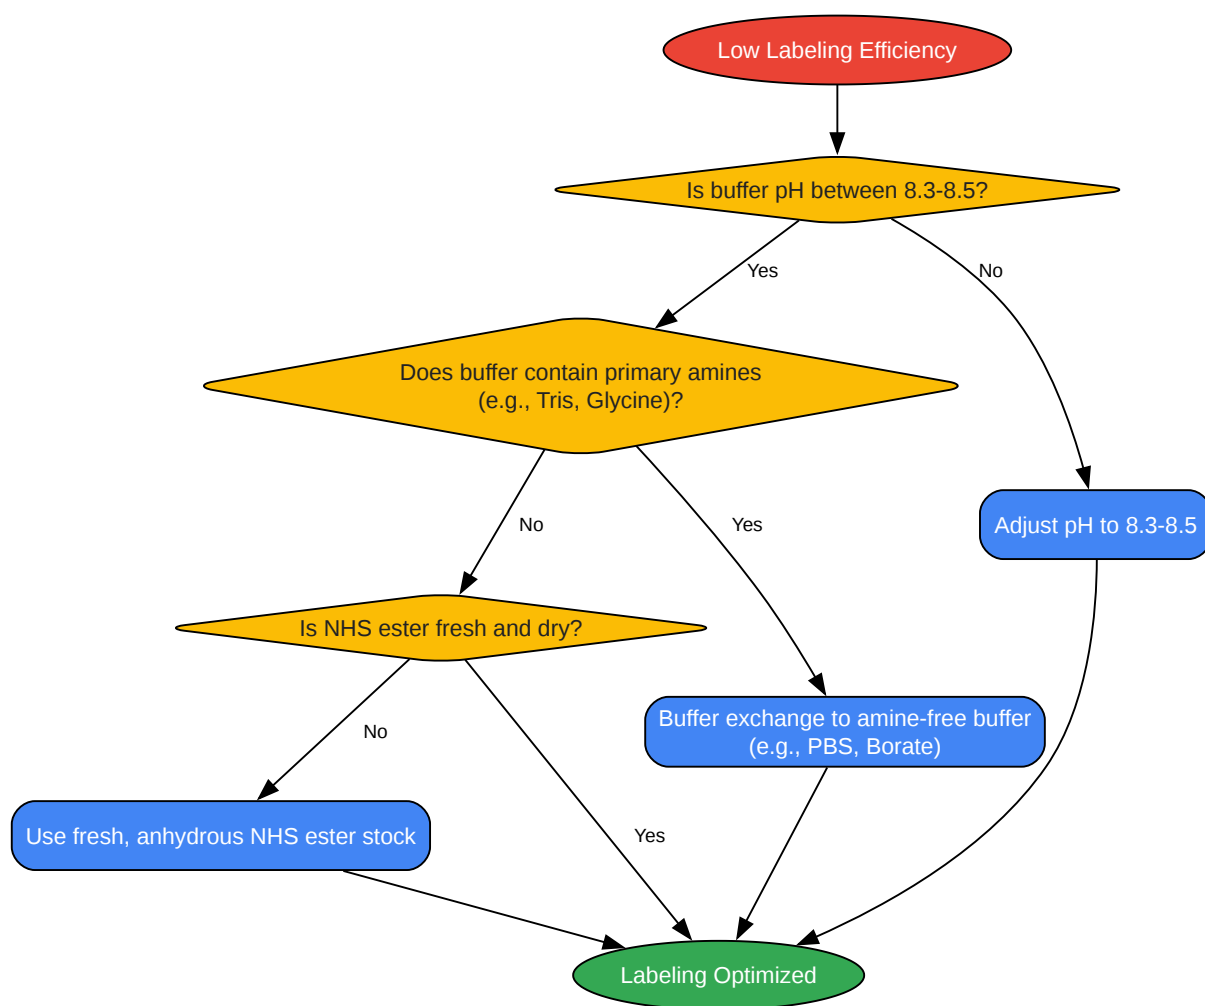 Low Labeling Efficiency
Is buffer pH between 8.3-8.5?
Yes
No
Does buffer contain primary amines
(e.g., Tris, Glycine)?
No
Yes
Adjust pH to 8.3-8.5
Is NHS ester fresh and dry?
No
Buffer exchange to amine-free buffer
(e.g., PBS, Borate)
Use fresh, anhydrous NHS ester stock
Yes
Labeling Optimized